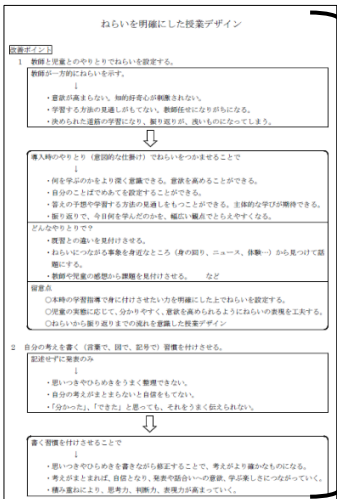 ねらいを明確にした授業デザイン
改善ポイント
1 教師と児童とのやりとりでねらいを設定する。
教師が一方的にねらいを示す。
↓
・意欲が高まらない。知的好奇心が刺激されない。
・学習する方法の見通しがもてない。教師任せになりがちになる。
・決められた道筋の学習になり、振り返りが、浅いものになってしまう。
導入時のやりとり(意図的な仕掛け)でねらいをつかませることで
↓
・何を学ぶのかをより深く意識できる。意欲を高めることができる。
・自分のことばでめあてを設定することができる。
・答えの予想や学習する方法の見通しをもつことができる。主体的な学びが期待できる。
・振り返りで、今日何を学んだのかを、幅広い観点でとらえやすくなる。
どんなやりとりで?
・既習との違いを見付けさせる。
・ねらいにつながる事象を身近なところ(身の回り、ニュース、体験…)から見つけて話
題にする。
・教師や児童の感想から課題を見付けさせる。 など
留意点
○本時の学習指導で身に付けさせたい力を明確にした上でねらいを設定する。
○児童の実態に応じて、分かりやすく、意欲を高められるようにねらいの表現を工夫する。
○ねらいから振り返りまでの流れを意識した授業デザイン
2 自分の考えを書く(言葉で、図で、記号で)習慣を付けさせる。
記述せずに発表のみ
↓
・思いつきやひらめきをうまく整理できない。
・自分の考えがまとまらないと自信をもてない。
・「分かった」、「できた」と思っても、それをうまく伝えられない。
書く習慣を付けさせることで
↓
・思いつきやひらめきを書きながら修正することで、考えがより確かなものになる。
・考えがまとまれば、自信となり、発表や話合いへの意欲、学ぶ楽しさにつながっていく。
・積み重ねにより、思考力、判断力、表現力が高まっていく。